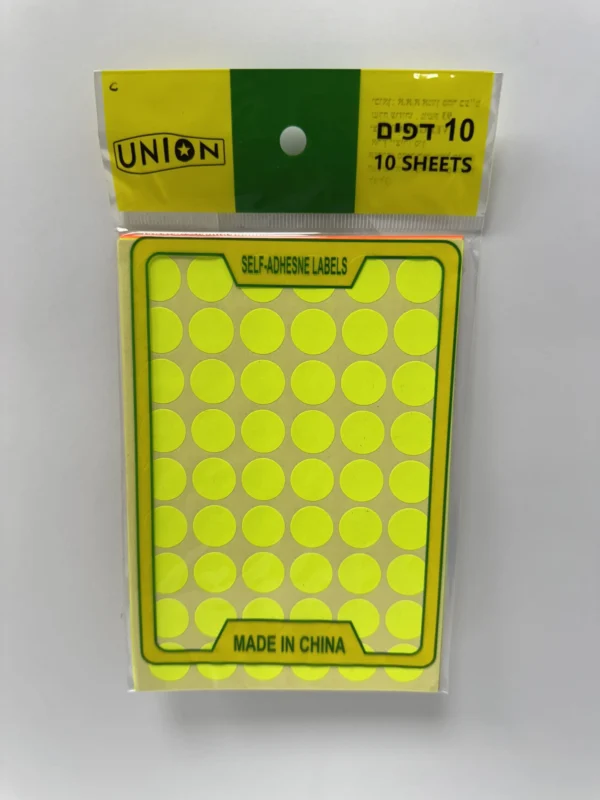 UNION
10 דפים
10 SHEETS
SELF-ADHESNE LABELS
MADE IN CHINA